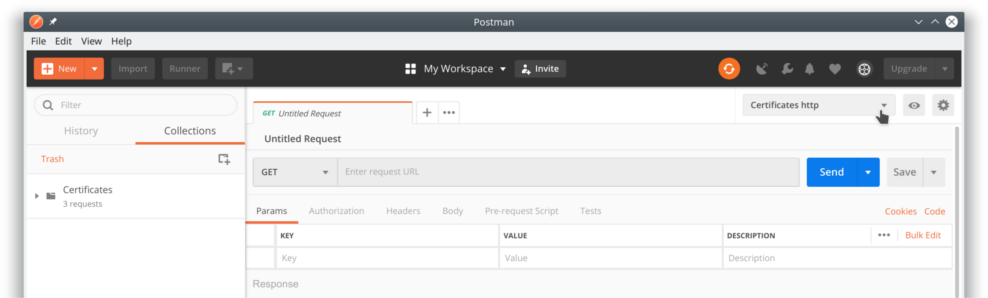 Postman
File Edit View Help
New Import Runner My Workspace Invite Upgrade
Filter
GET Untitled Request
Certificates http
History Collections
Untitled Request
Trash
GET Enter request URL Send Save
Certificates
3 requests
Params Authorization Headers Body Pre-request Script Tests Cookies Code
KEY VALUE DESCRIPTION Bulk Edit
Key Value Description
Response